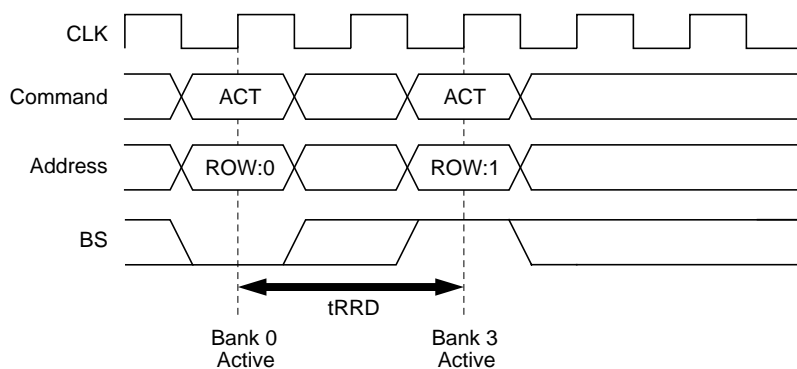 CLK
Command
ACT
ACT
Address
ROW:0
ROW:1
BS
tRRD
Bank 0
Active
Bank 3
Active